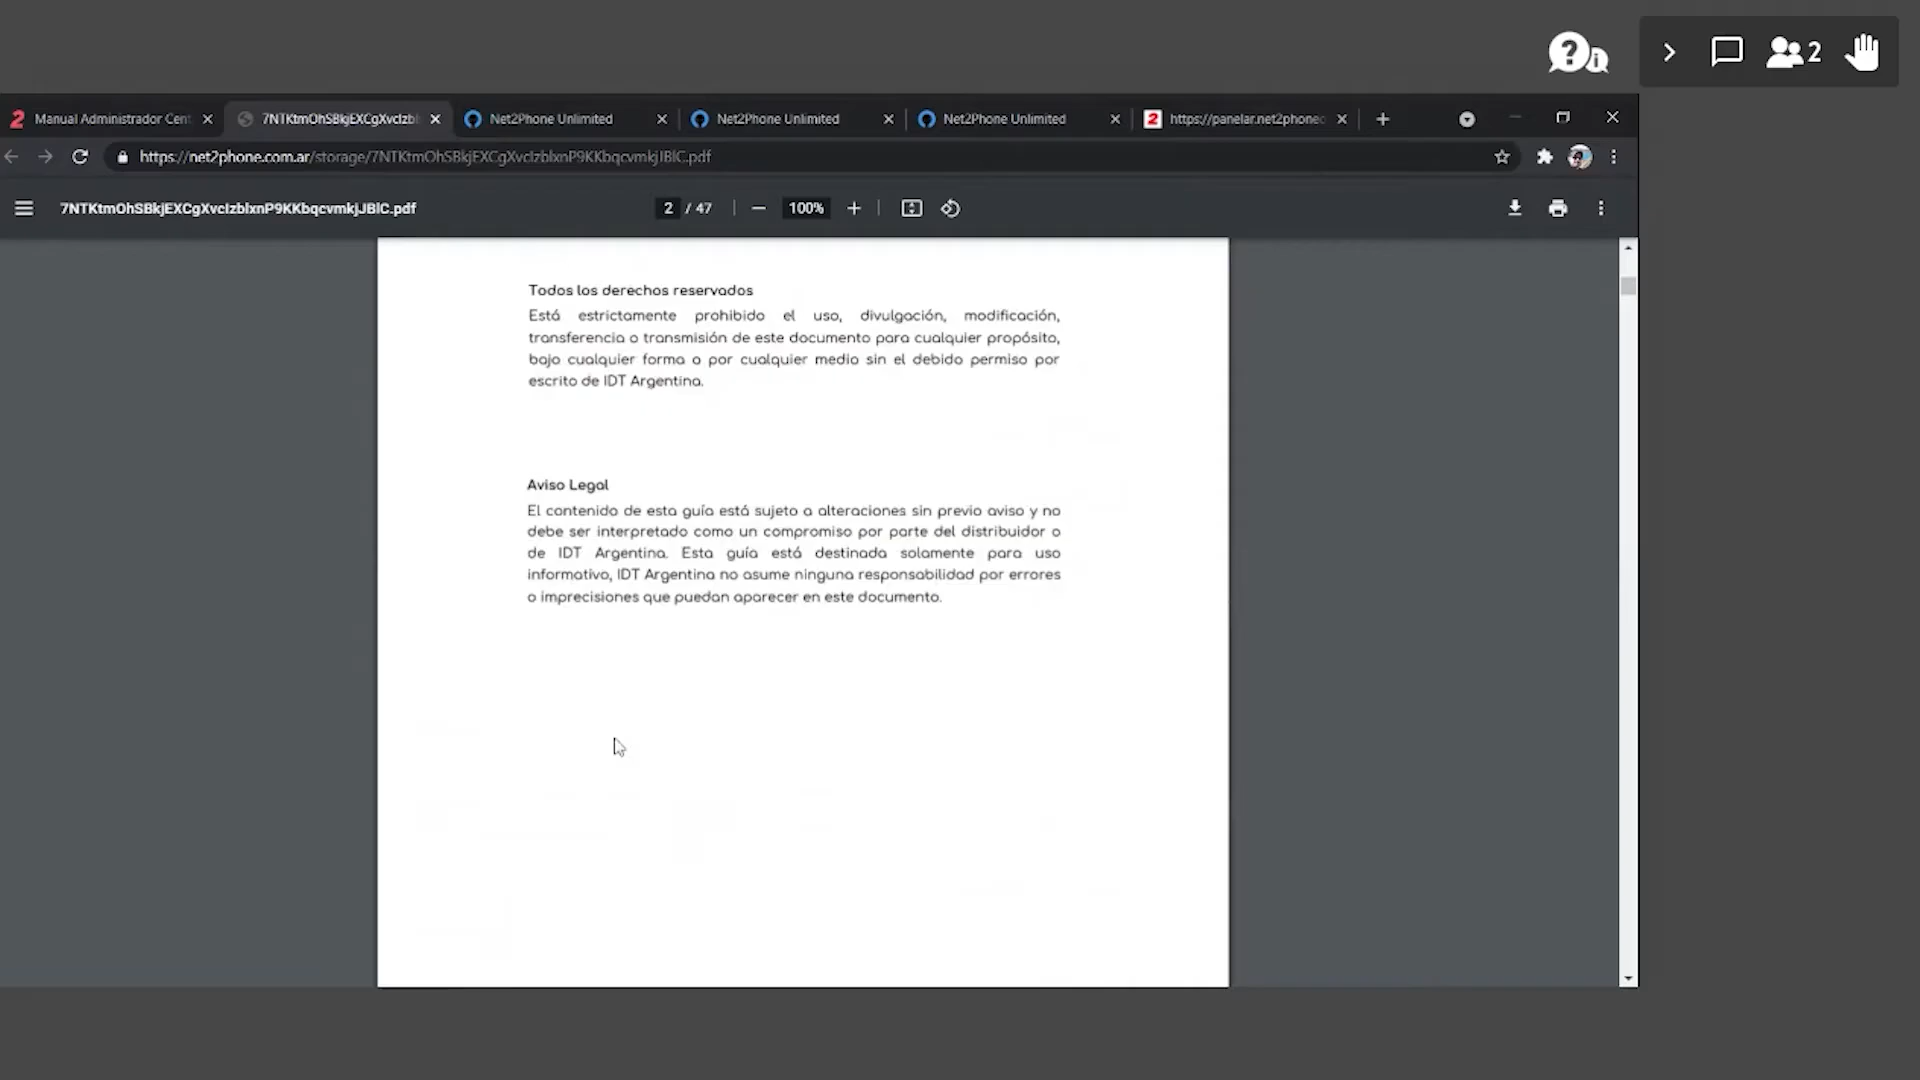 2
Manual Administrador Cent
7NTKtmOhSBkjEXCgXvcIzbl
Net2Phone Unlimited
Net2Phone Unlimited
Net2Phone Unlimited
https://panelar.net2phonec
https://net2phone.com.ar/storage/7NTKtmOhSBkjEXCgXvcIzblxnP9KKbqcvmkjJBlC.pdf
7NTKtmOhSBkjEXCgXvcIzblxnP9KKbqcvmkjJBlC.pdf
2 / 47
100%
Todos los derechos reservados
Está estrictamente prohibido el uso, divulgación, modificación,
transferencia o transmisión de este documento para cualquier propósito,
bajo cualquier forma o por cualquier medio sin el debido permiso por
escrito de IDT Argentina.
Aviso Legal
El contenido de esta guía está sujeto a alteraciones sin previo aviso y no
debe ser interpretado como un compromiso por parte del distribuidor o
de IDT Argentina. Esta guía está destinada solamente para uso
informativo, IDT Argentina no asume ninguna responsabilidad por errores
o imprecisiones que puedan aparecer en este documento.